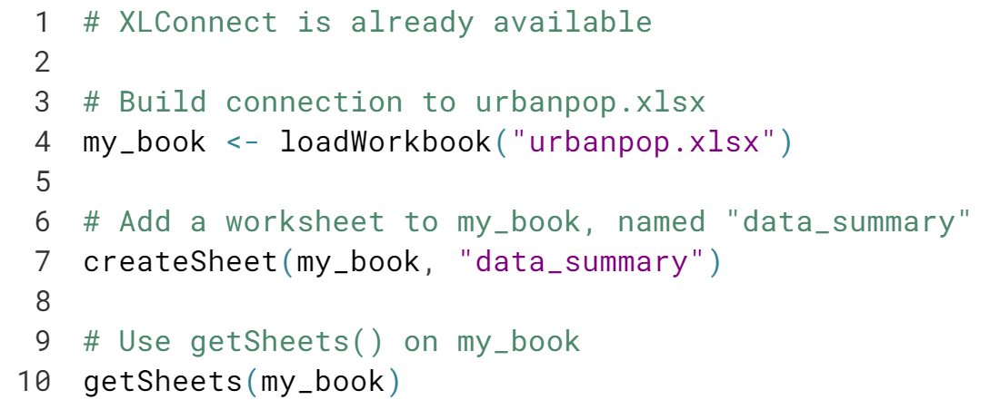 1 # XLConnect is already available
2
3 # Build connection to urbanpop.xlsx
4 my_book <- loadWorkbook("urbanpop.xlsx")
5
6 # Add a worksheet to my_book, named "data_summary"
7 createSheet(my_book, "data_summary")
8
9 # Use getSheets() on my_book
10 getSheets(my_book)